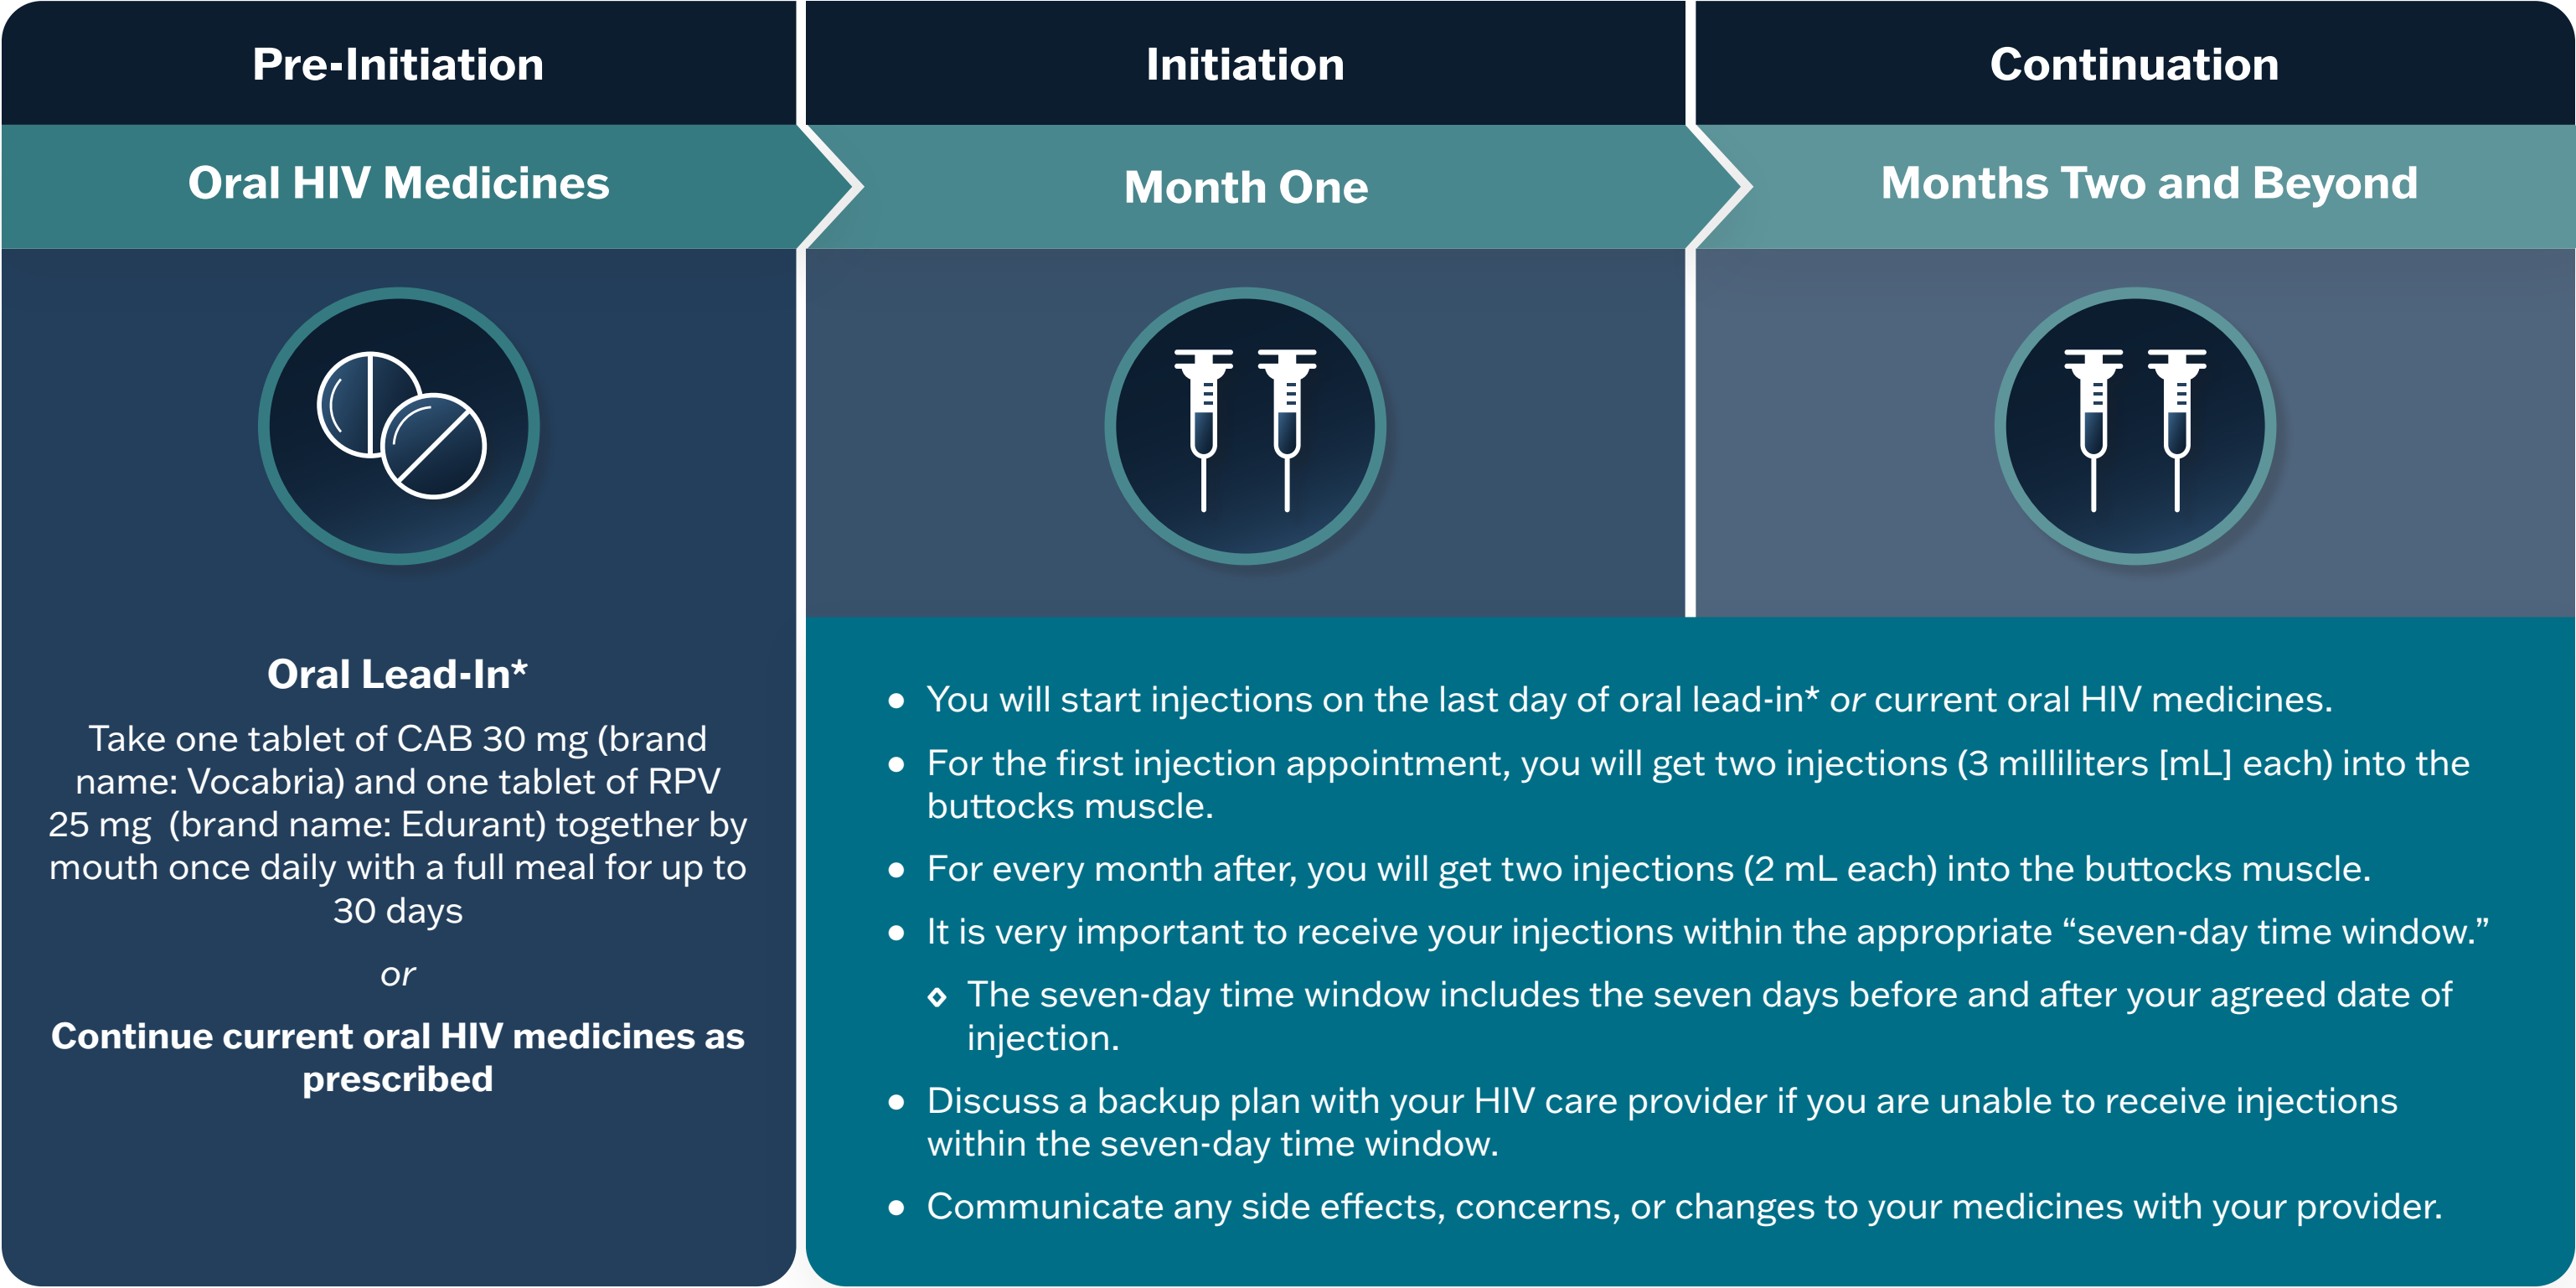 Pre-Initiation
Initiation
Continuation
Oral HIV Medicines
Month One
Months Two and Beyond
Oral Lead-In*
Take one tablet of CAB 30 mg (brand
name: Vocabria) and one tablet of RPV
25 mg  (brand name: Edurant) together by
mouth once daily with a full meal for up to
30 days
or
Continue current oral HIV medicines as
prescribed
● You will start injections on the last day of oral lead-in* or current oral HIV medicines.
● For the first injection appointment, you will get two injections (3 milliliters [mL] each) into the
buttocks muscle.
● For every month after, you will get two injections (2 mL each) into the buttocks muscle.
● It is very important to receive your injections within the appropriate “seven-day time window.”
⋄ The seven-day time window includes the seven days before and after your agreed date of
injection.
● Discuss a backup plan with your HIV care provider if you are unable to receive injections
within the seven-day time window.
● Communicate any side effects, concerns, or changes to your medicines with your provider.